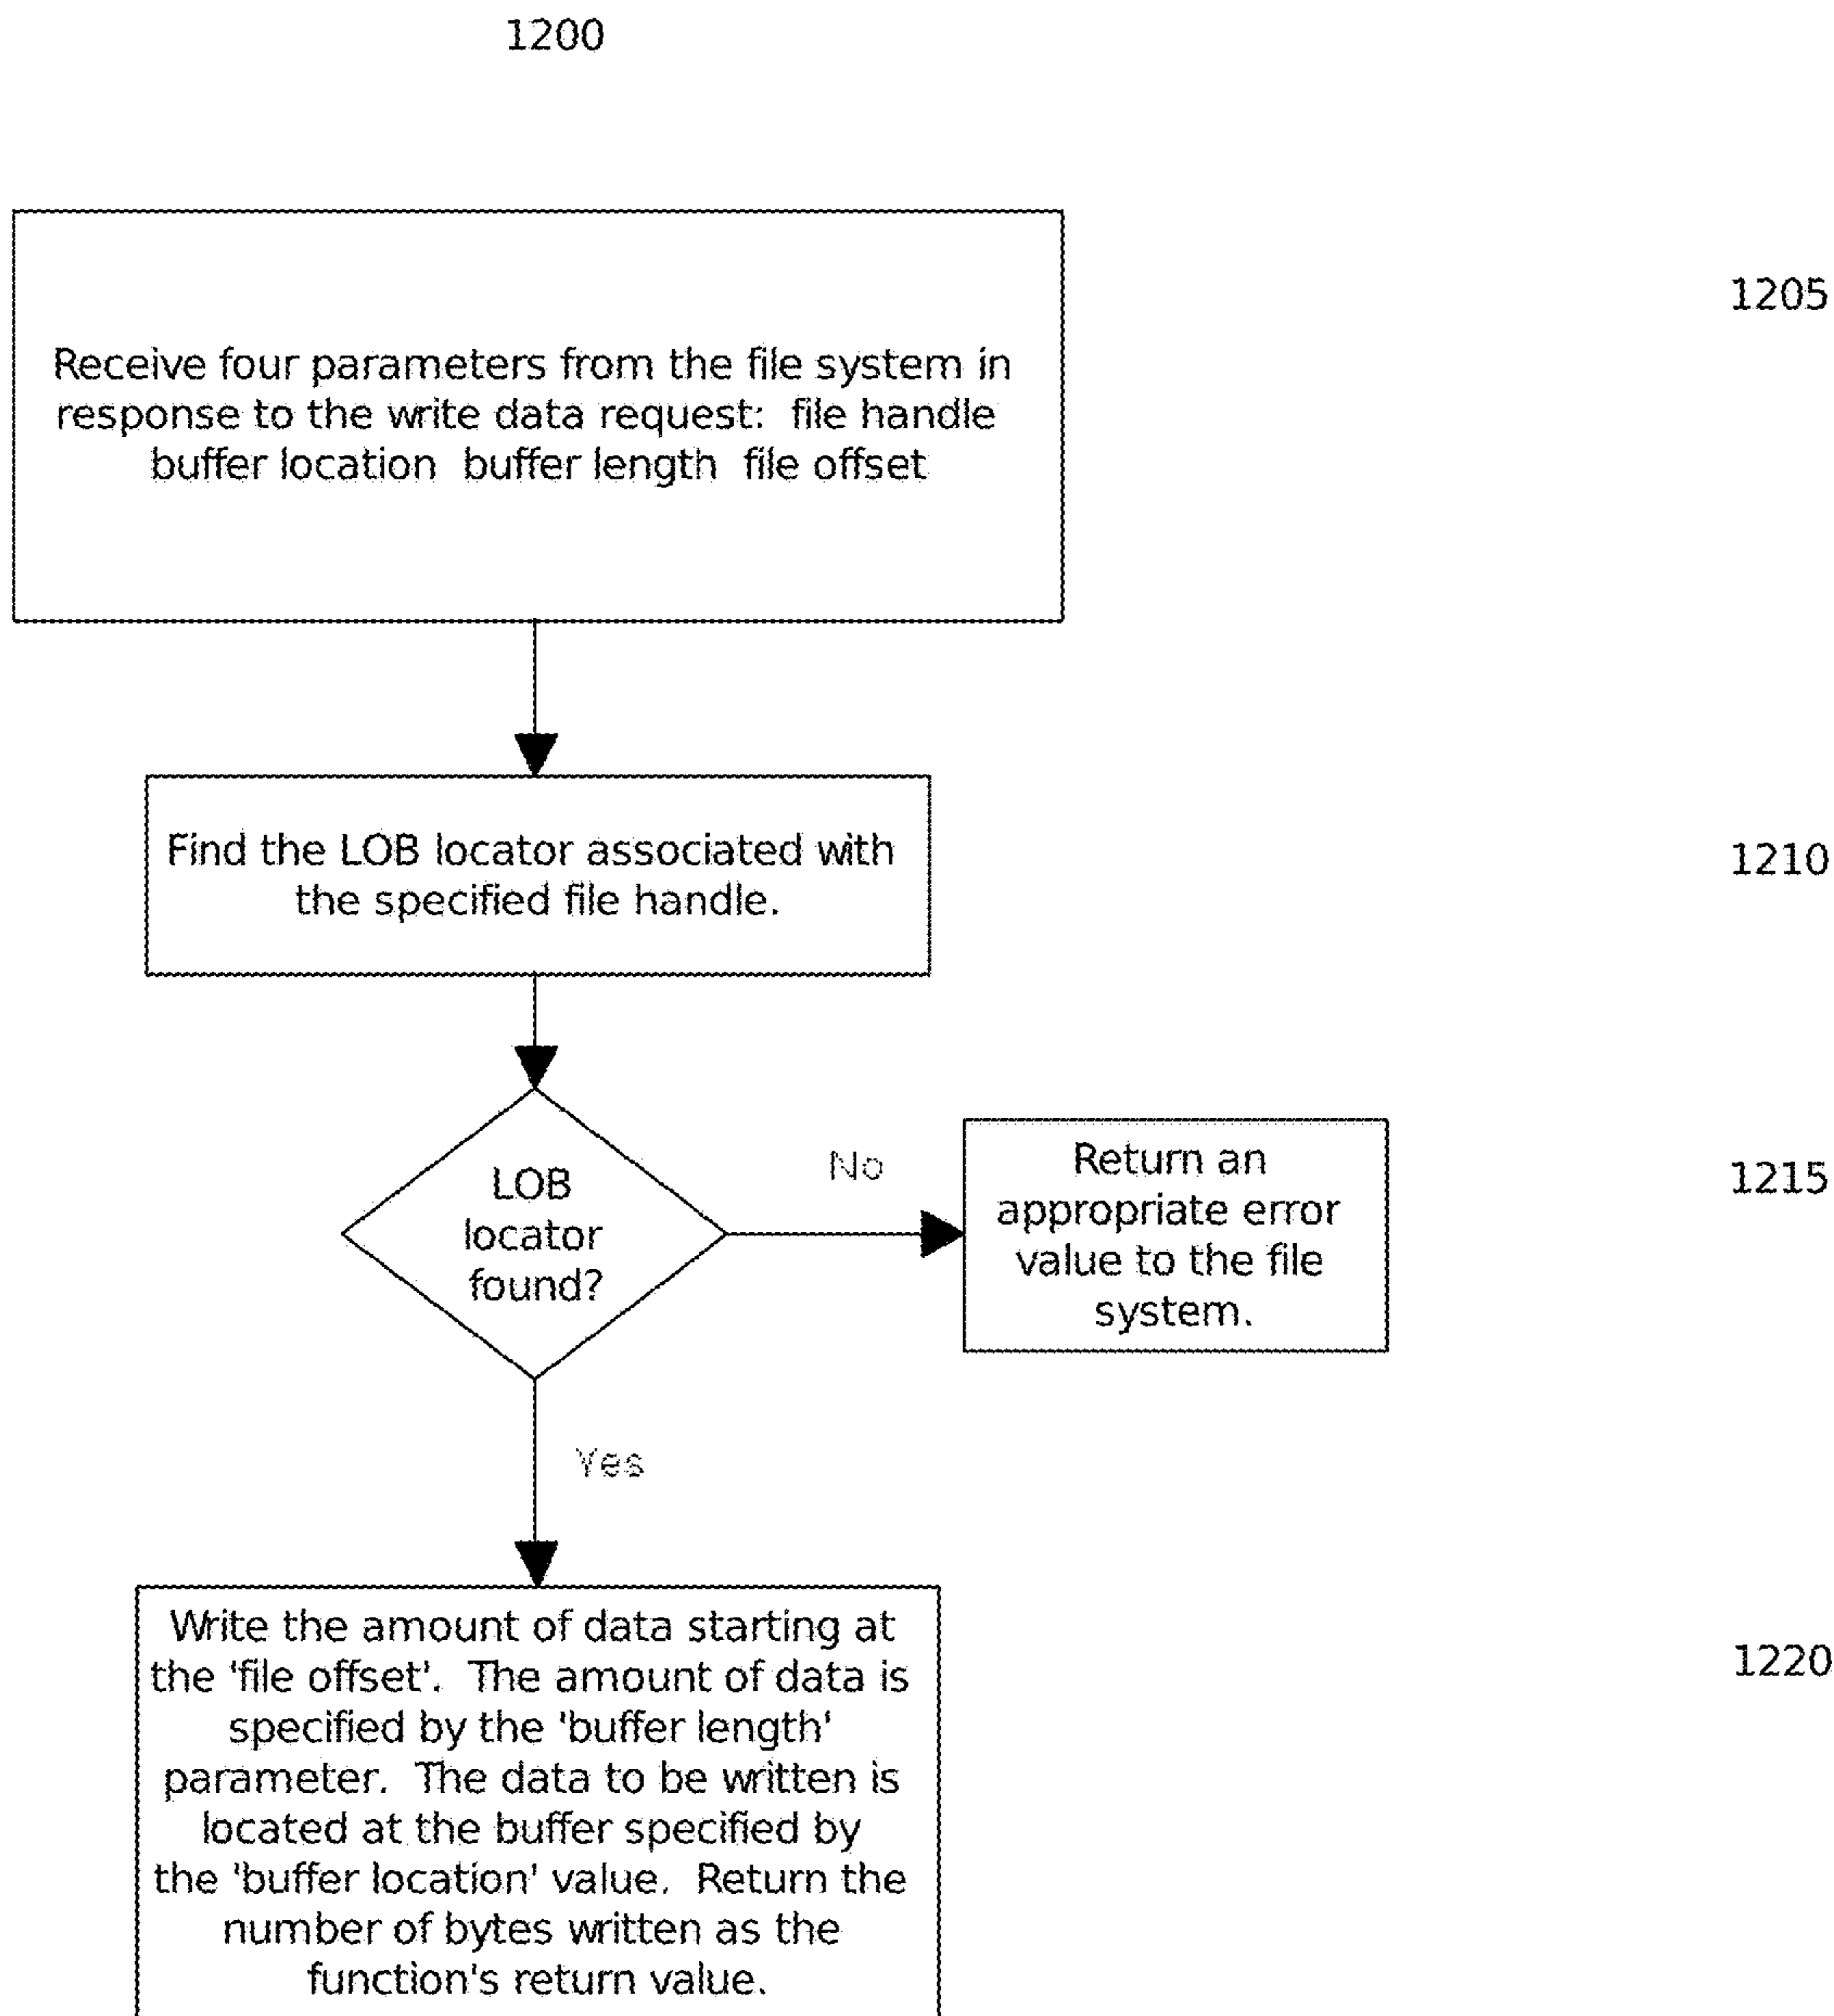 1200
1205
Receive four parameters from the file system in
response to the write data request:  file handle
buffer location  buffer length  file offset
Find the LOB locator associated with
the specified file handle.
1210
LOB
locator
found?
No
Return an
appropriate error
value to the file
system.
1215
Yes
Write the amount of data starting at
the 'file offset'.  The amount of data is
specified by the 'buffer length'
parameter.  The data to be written is
located at the buffer specified by
the 'buffer location' value.  Return the
number of bytes written as the
function's return value.
1220